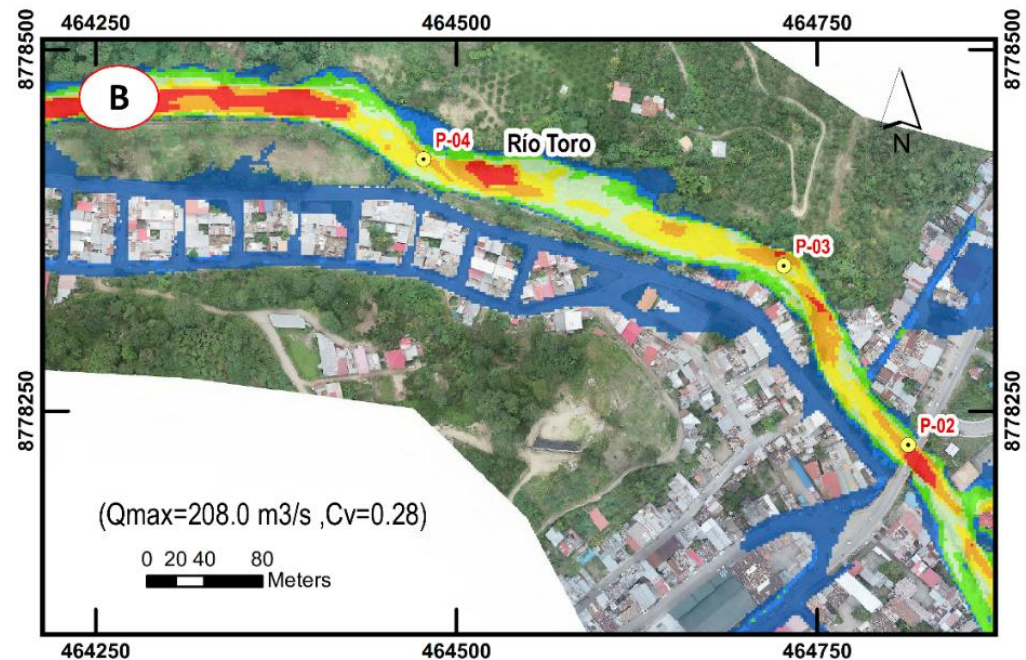 464250 464500 464750
8778500 8778500
B
P-04
Río Toro
N
P-03
8778250 8778250
P-02
(Qmax=208.0 m3/s ,Cv=0.28)
0 20 40 80
Meters
464250 464500 464750